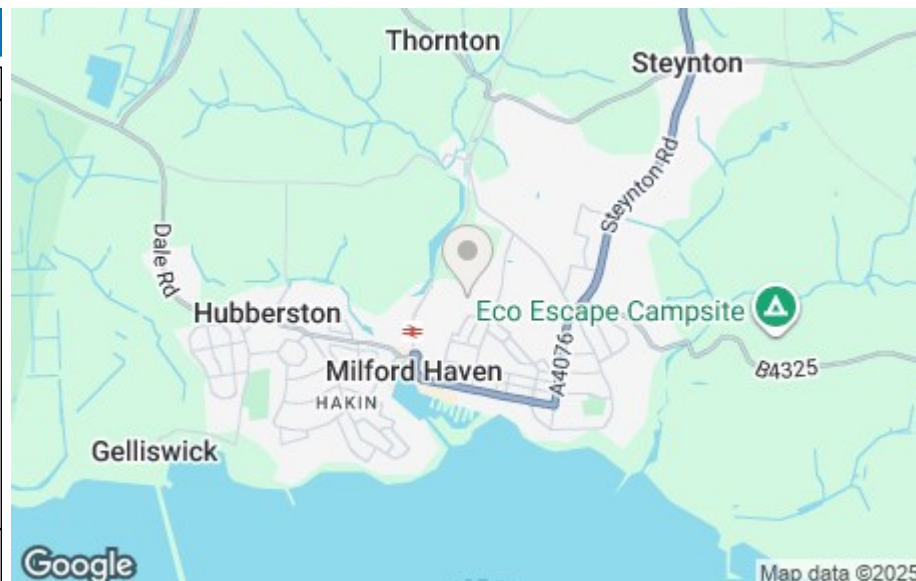 Thornton
Steynton
Steynton Rd
Dale Rd
Hubberston
Eco Escape Campsite
A4076
Milford Haven
B4325
HAKIN
Gelliswick
Google
Map data ©2025